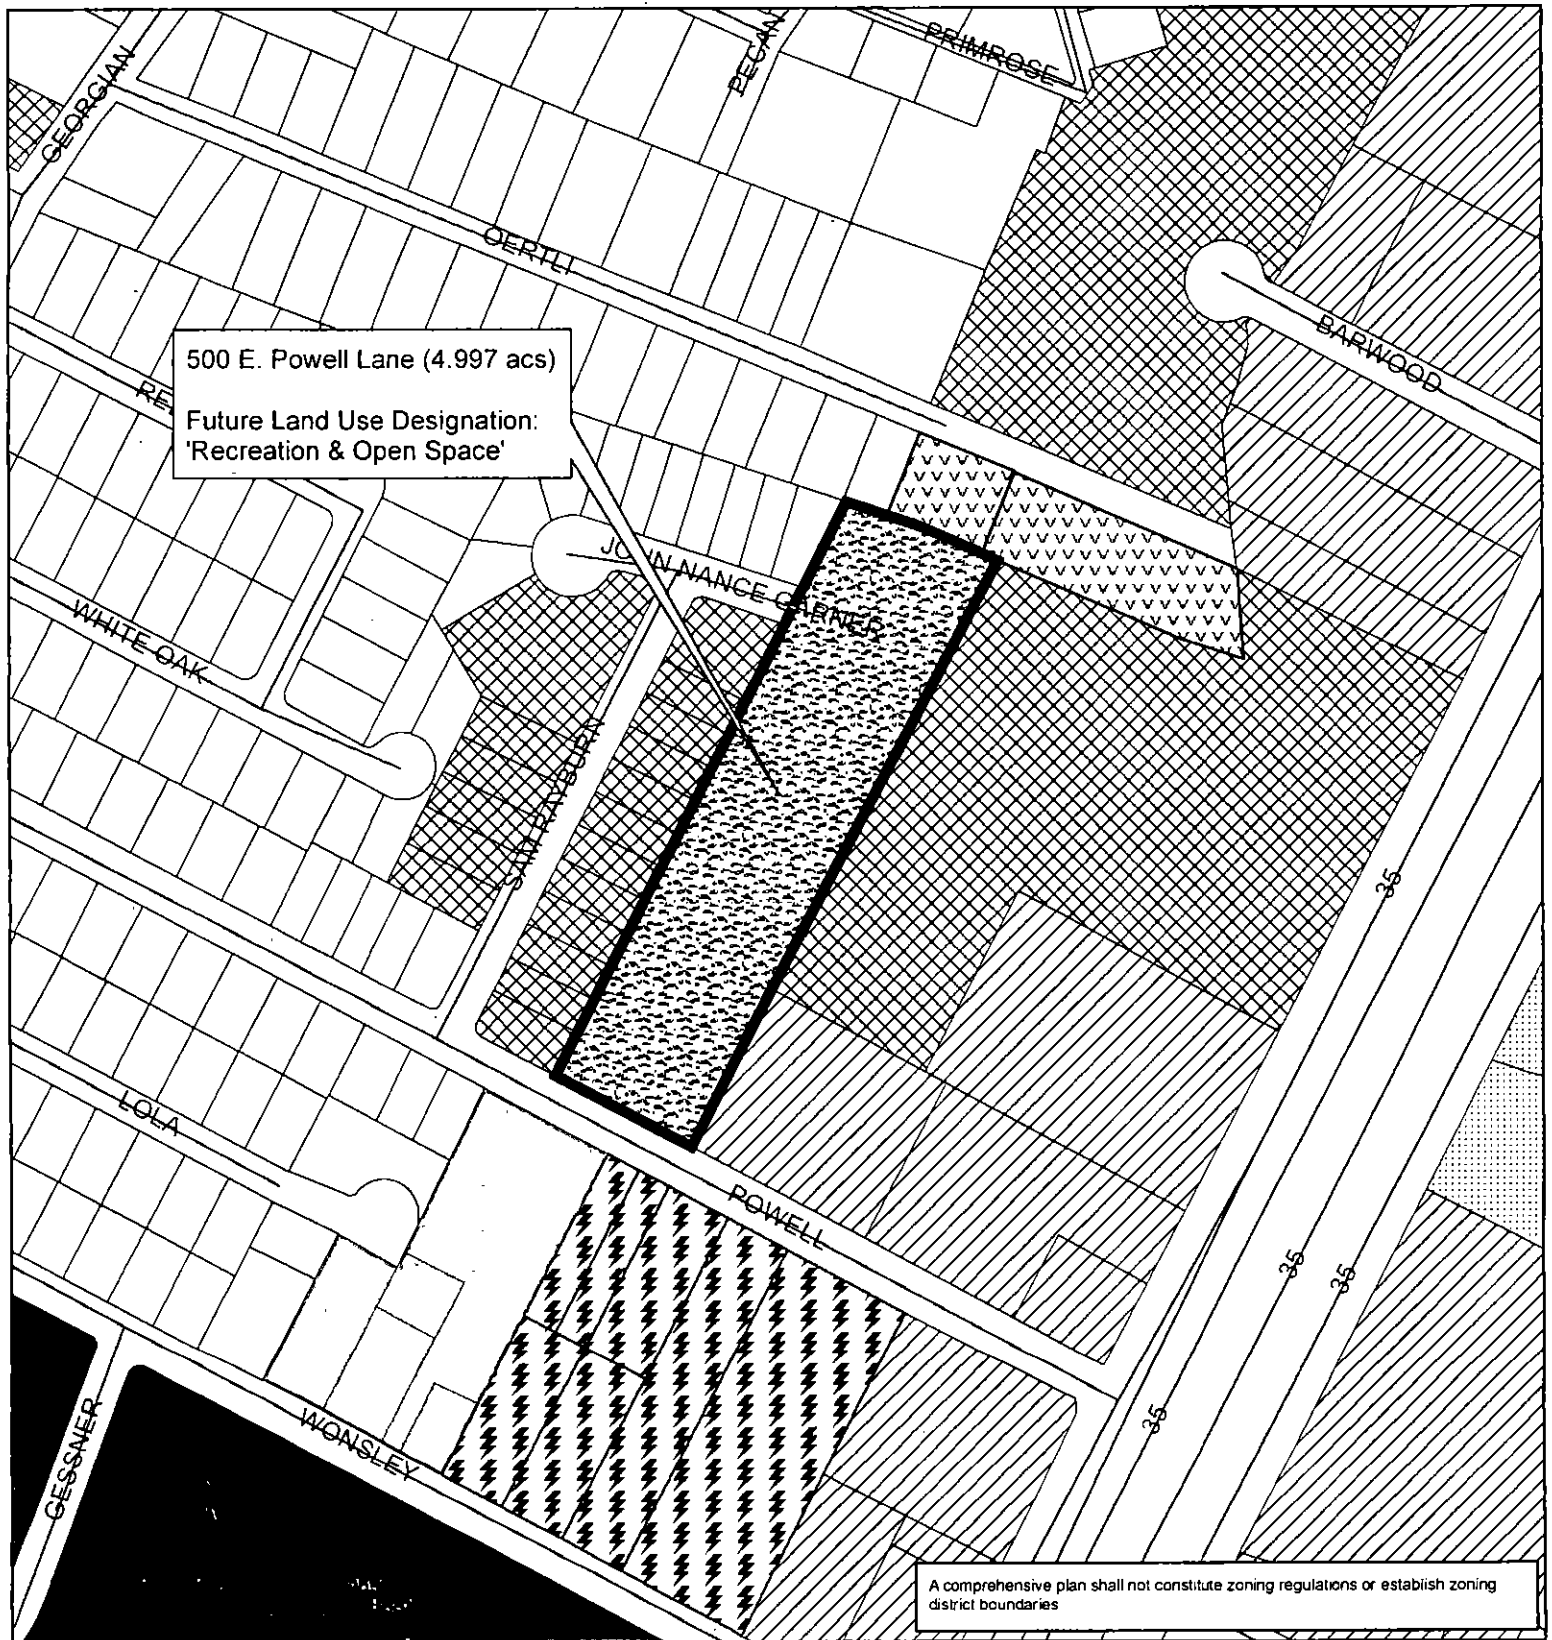 PRIMROSE
PECAN
GEORGIAN
OERTLI
BARWOOD
500 E. Powell Lane (4.997 acs)
Future Land Use Designation:
'Recreation & Open Space'
JOHN NANCE GARNER
WHITE OAK
SAM RAYBURN
35
LOLA
POWELL
35
35
35
WONSLEY
GESSNER
A comprehensive plan shall not constitute zoning regulations or establish zoning
district boundaries